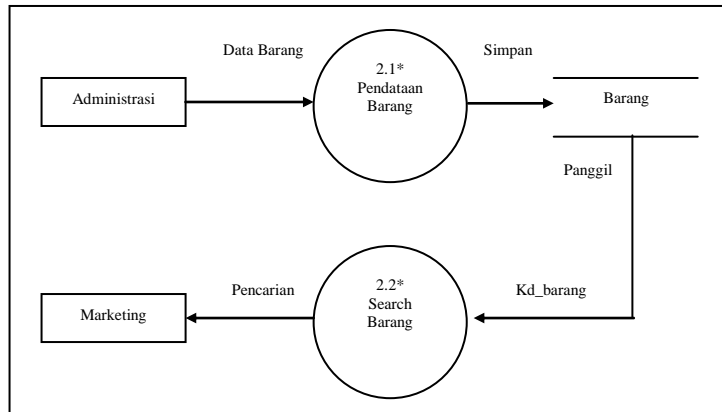 Data Barang
Simpan
Administrasi
2.1*
Pendataan
Barang
Barang
Panggil
Marketing
Pencarian
2.2*
Search
Barang
Kd_barang